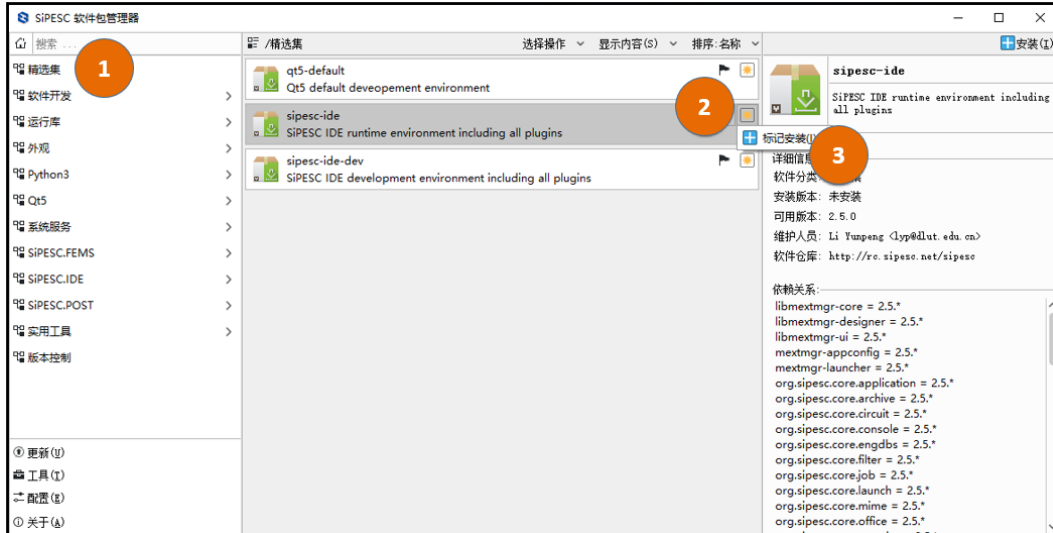 SiPESC 软件包管理器
搜索 ...
/精选集
选择操作
显示内容(S)
排序:名称
安装(I)
精选集
1
软件开发
运行库
外观
Python3
Qt5
系统服务
SiPESC.FEMS
SiPESC.IDE
SiPESC.POST
实用工具
版本控制
更新(U)
工具(T)
配置(E)
关于(A)
qt5-default
Qt5 default deveopement environment
sipesc-ide
SiPESC IDE runtime environment including all plugins
2
sipesc-ide-dev
SiPESC IDE development environment including all plugins
标记安装(I)
3
sipesc-ide
SiPESC IDE runtime environment including
all plugins
详细信息
软件分类:
安装版本: 未安装
可用版本: 2.5.0
维护人员: Li Yunpeng <lyp@dlut.edu.cn>
软件仓库: http://rc.sipesc.net/sipesc
依赖关系:
libmextmgr-core = 2.5.*
libmextmgr-designer = 2.5.*
libmextmgr-ui = 2.5.*
mextmgr-appconfig = 2.5.*
mextmgr-launcher = 2.5.*
org.sipesc.core.application = 2.5.*
org.sipesc.core.archive = 2.5.*
org.sipesc.core.circuit = 2.5.*
org.sipesc.core.console = 2.5.*
org.sipesc.core.engdbs = 2.5.*
org.sipesc.core.filter = 2.5.*
org.sipesc.core.job = 2.5.*
org.sipesc.core.launch = 2.5.*
org.sipesc.core.mime = 2.5.*
org.sipesc.core.office = 2.5.*